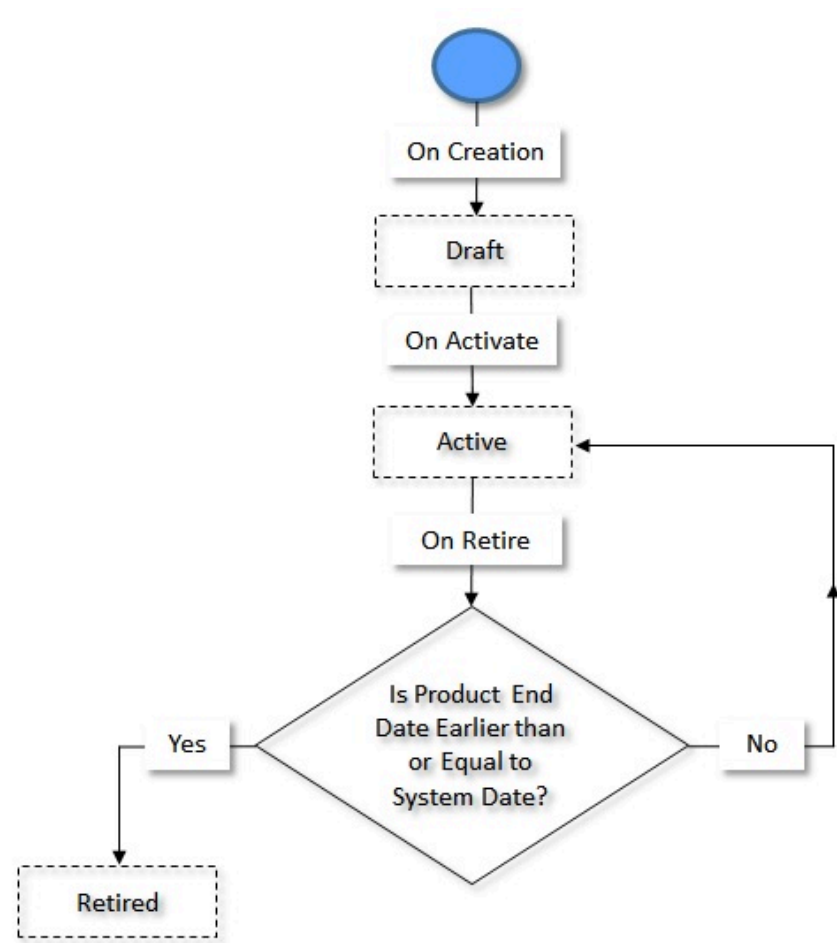 On Creation
Draft
On Activate
Active
On Retire
Is Product End
Date Earlier than
or Equal to
System Date?
Yes
No
Retired